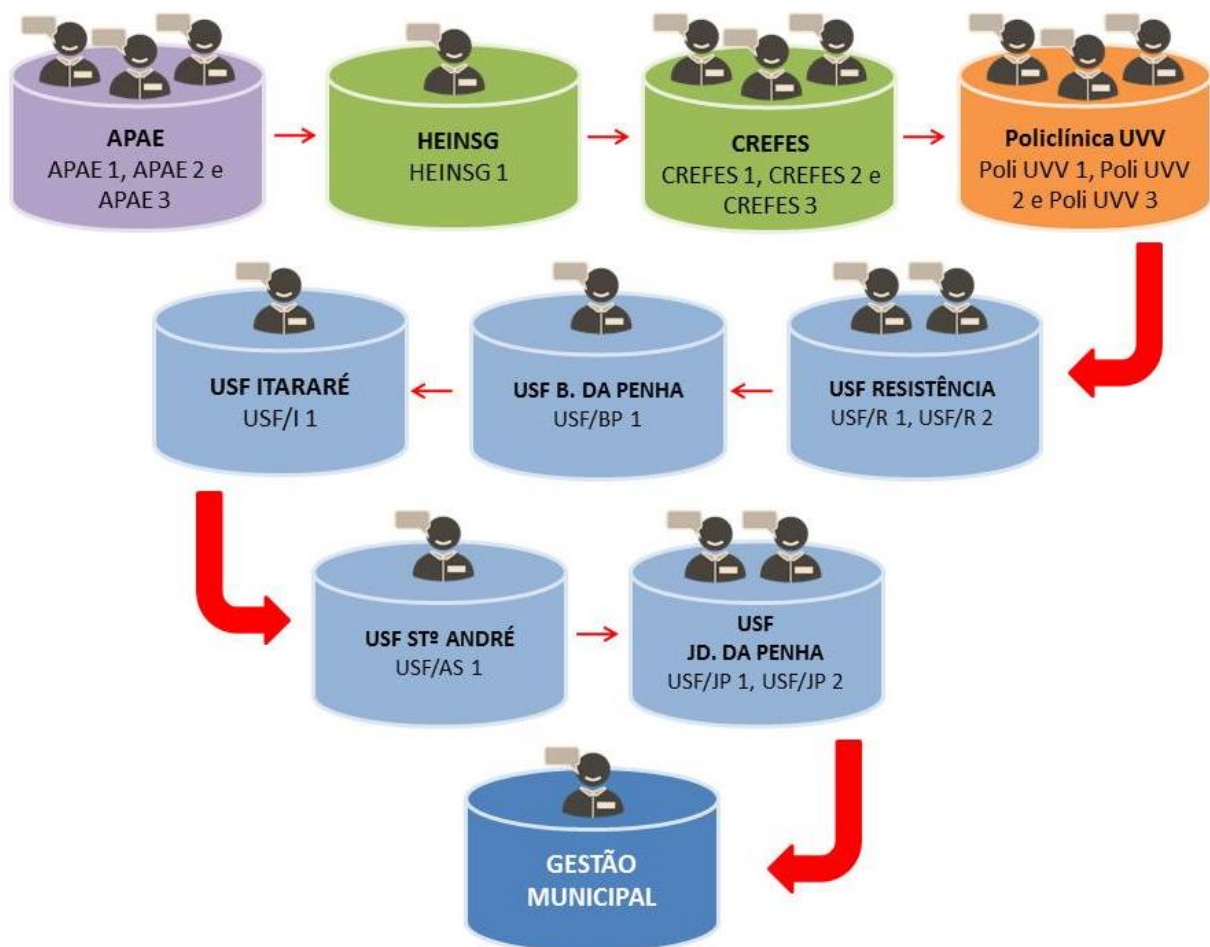 APAE
APAE 1, APAE 2 e
APAE 3
HEINSG
HEINSG 1
CREFES
CREFES 1, CREFES 2 e
CREFES 3
Policlínica UVV
Poli UVV 1, Poli UVV
2 e Poli UVV 3
USF RESISTÊNCIA
USF/R 1, USF/R 2
USF B. DA PENHA
USF/BP 1
USF ITARARÉ
USF/I 1
USF STº ANDRÉ
USF/AS 1
USF
JD. DA PENHA
USF/JP 1, USF/JP 2
GESTÃO
MUNICIPAL